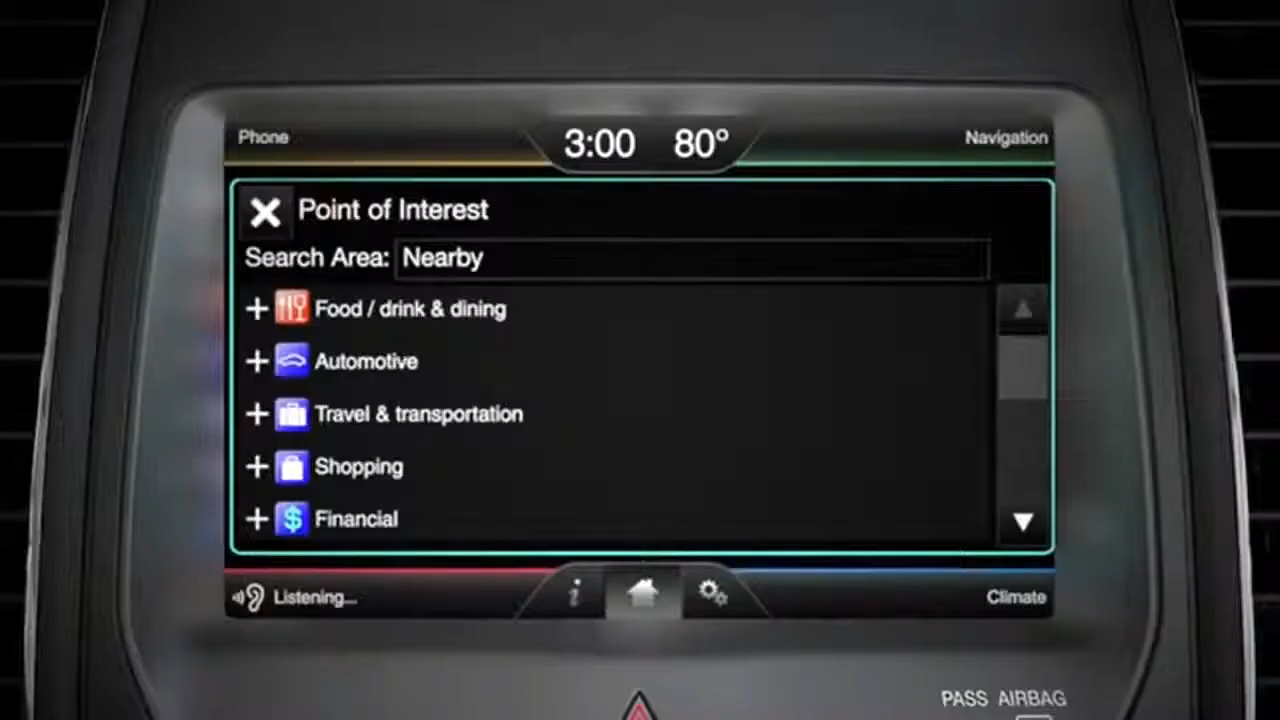 Phone
3:00 80°
Navigation
Point of Interest
Search Area: Nearby
Food / drink & dining
Automotive
Travel & transportation
Shopping
$ Financial
Listening...
i
Climate
PASS AIRBAG